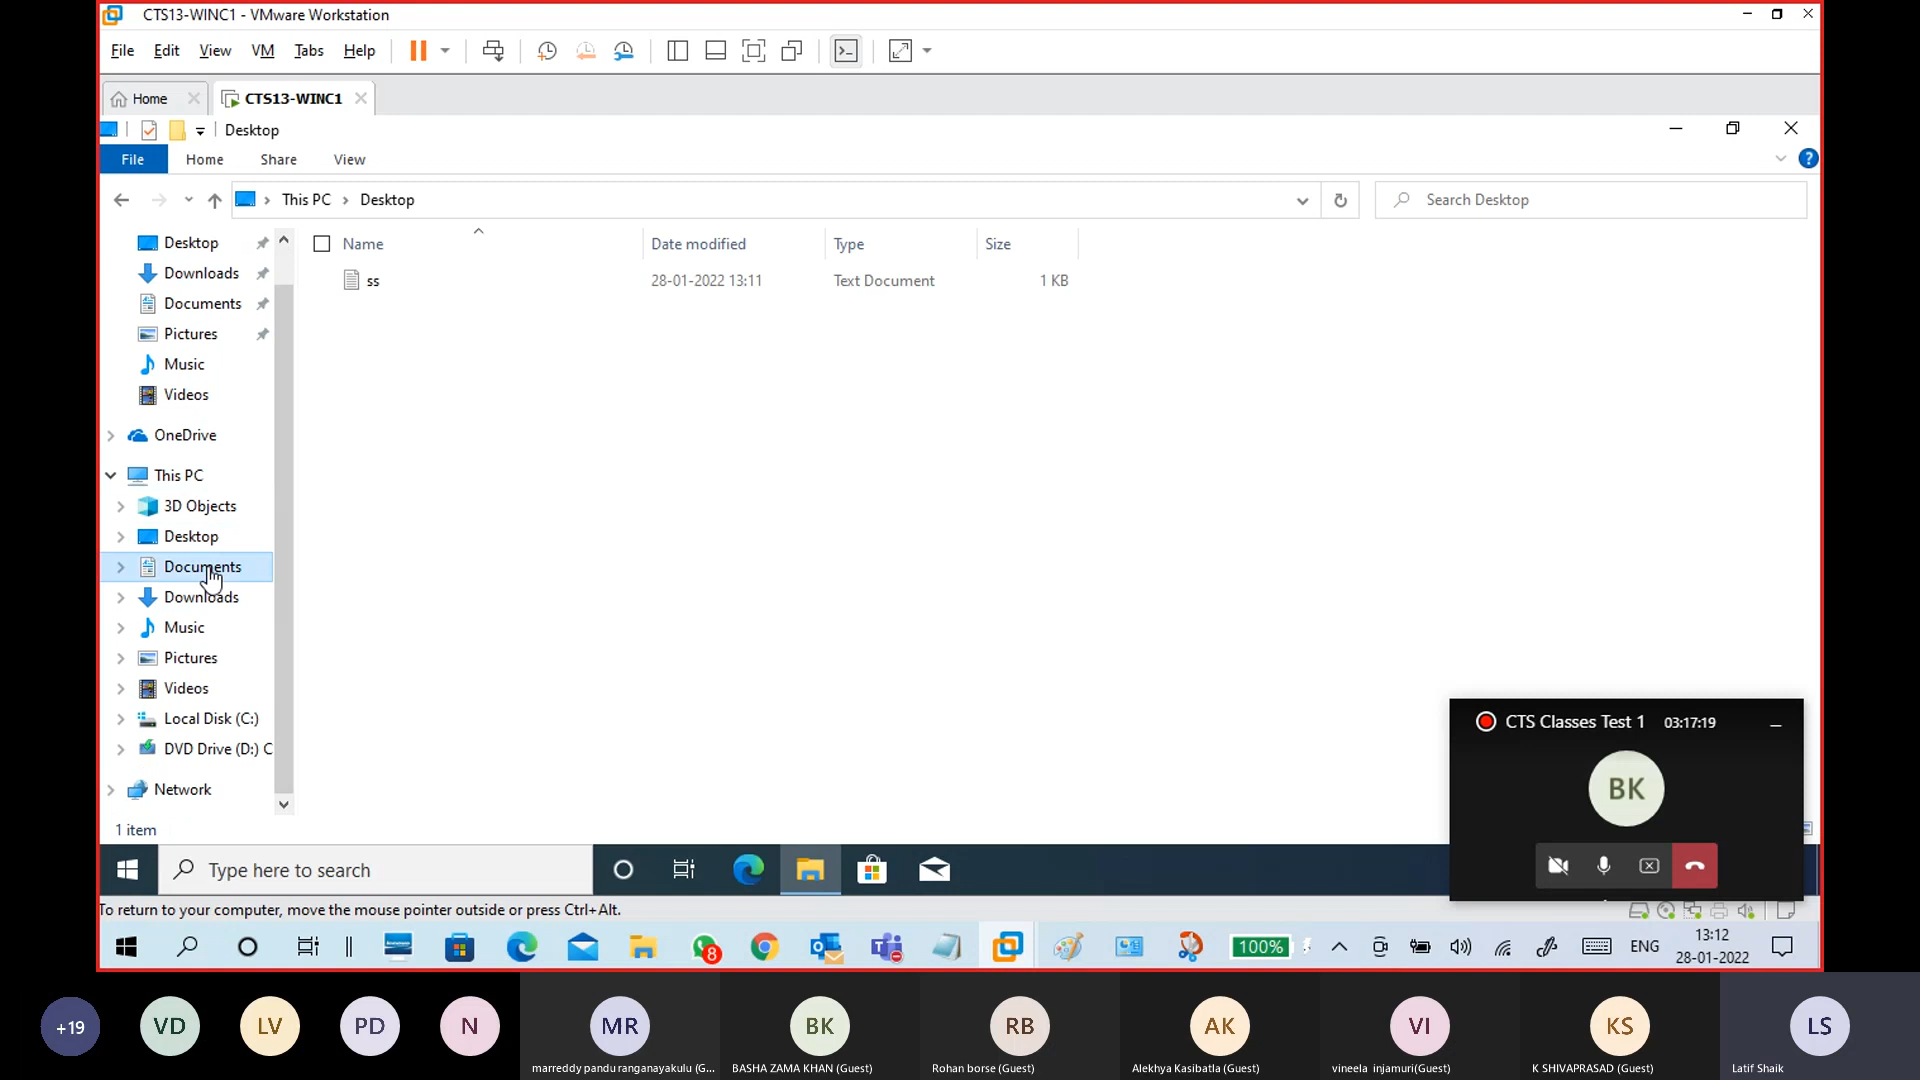 CTS13-WINC1 - VMware Workstation
File Edit View VM Tabs Help
Home CTS13-WINC1
Desktop
File Home Share View
This PC Desktop
Search Desktop
Name Date modified Type Size
ss 28-01-2022 13:11 Text Document 1 KB
Desktop
Downloads
Documents
Pictures
Music
Videos
OneDrive
This PC
3D Objects
Desktop
Documents
Downloads
Music
Pictures
Videos
Local Disk (C:)
DVD Drive (D:) C
Network
1 item
CTS Classes Test 1 03:17:19
BK
Type here to search
To return to your computer, move the mouse pointer outside or press Ctrl+Alt.
8
100%
ENG
13:12
28-01-2022
+19 VD LV PD N MR BK RB AK VI KS LS
marreddy pandu ranganayakulu (G... BASHA ZAMA KHAN (Guest) Rohan borse (Guest) Alekhya Kasibatla (Guest) vineela injamuri(Guest) K SHIVAPRASAD (Guest) Latif Shaik